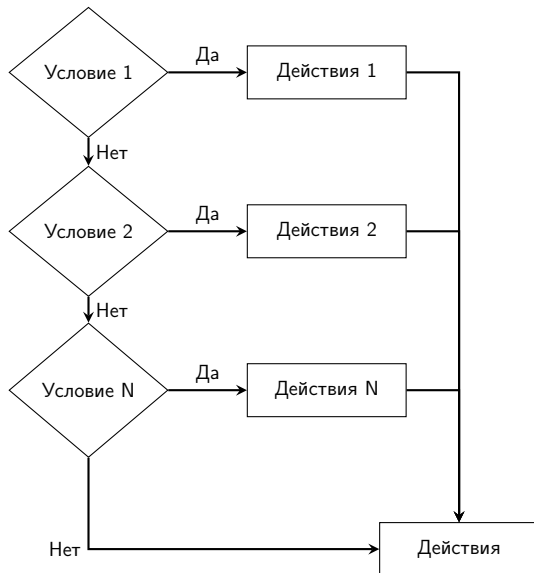 Условие 1
Да
Действия 1
Нет
Условие 2
Да
Действия 2
Нет
Условие N
Да
Действия N
Нет
Действия